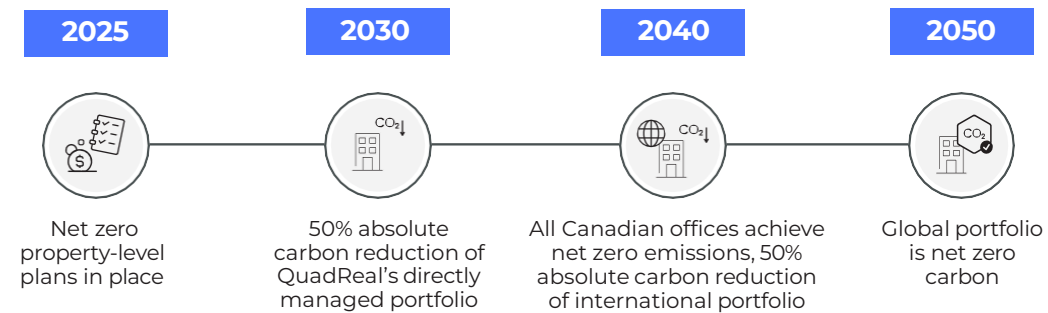 2025
2030
2040
2050
$
CO₂
CO₂
CO₂
Net zero
property-level
plans in place
50% absolute
carbon reduction of
QuadReal’s directly
managed portfolio
All Canadian offices achieve
net zero emissions, 50%
absolute carbon reduction
of international portfolio
Global portfolio
is net zero
carbon